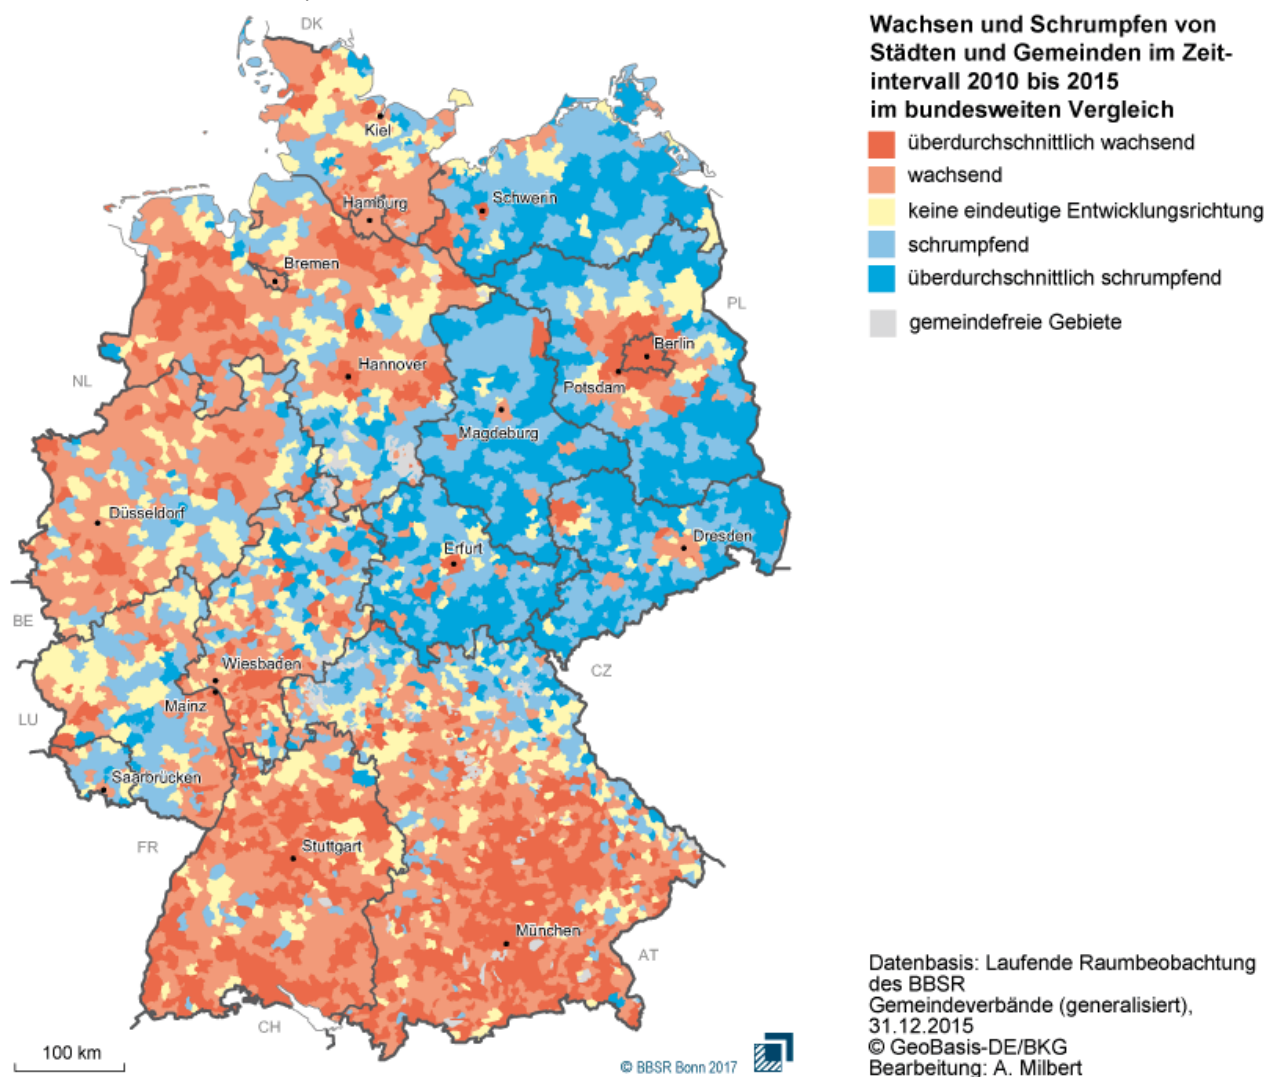 DK
Wachsen und Schrumpfen von
Städten und Gemeinden im Zeit-
intervall 2010 bis 2015
im bundesweiten Vergleich
überdurchschnittlich wachsend
wachsend
keine eindeutige Entwicklungsrichtung
schrumpfend
überdurchschnittlich schrumpfend
gemeindefreie Gebiete
Kiel
Schwerin
Hamburg
Bremen
PL
Berlin
Hannover
NL
Potsdam
Magdeburg
Düsseldorf
Dresden
Erfurt
BE
Wiesbaden
CZ
Mainz
LU
Saarbrücken
FR
Stuttgart
München
AT
CH
100 km
© BBSR Bonn 2017
Datenbasis: Laufende Raumbeobachtung
des BBSR
Gemeindeverbände (generalisiert),
31.12.2015
© GeoBasis-DE/BKG
Bearbeitung: A. Milbert